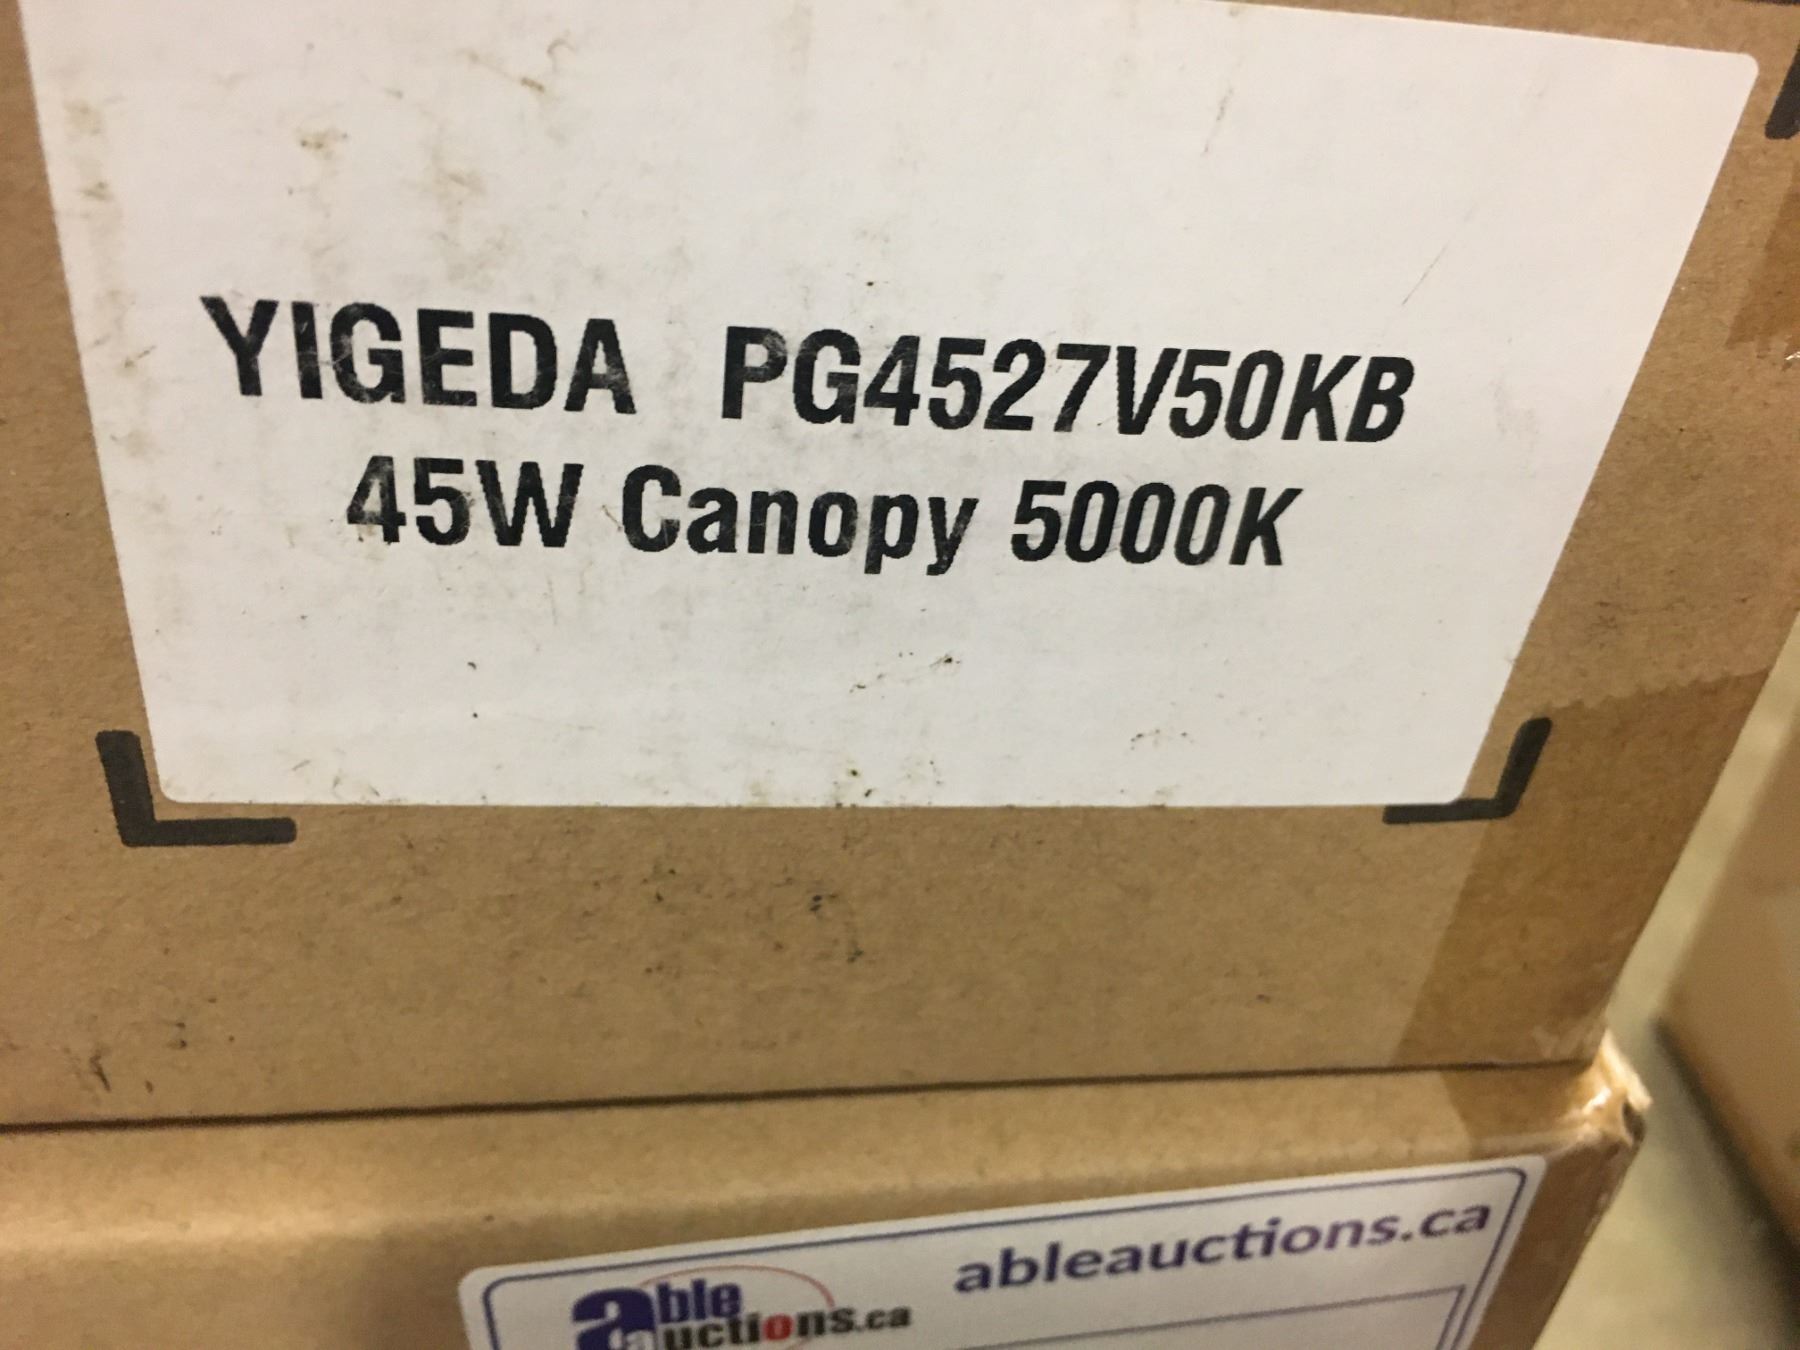 YIGEDA PG4527V50KB
45W Canopy 5000K
ableauctions.ca
able
auctions.ca